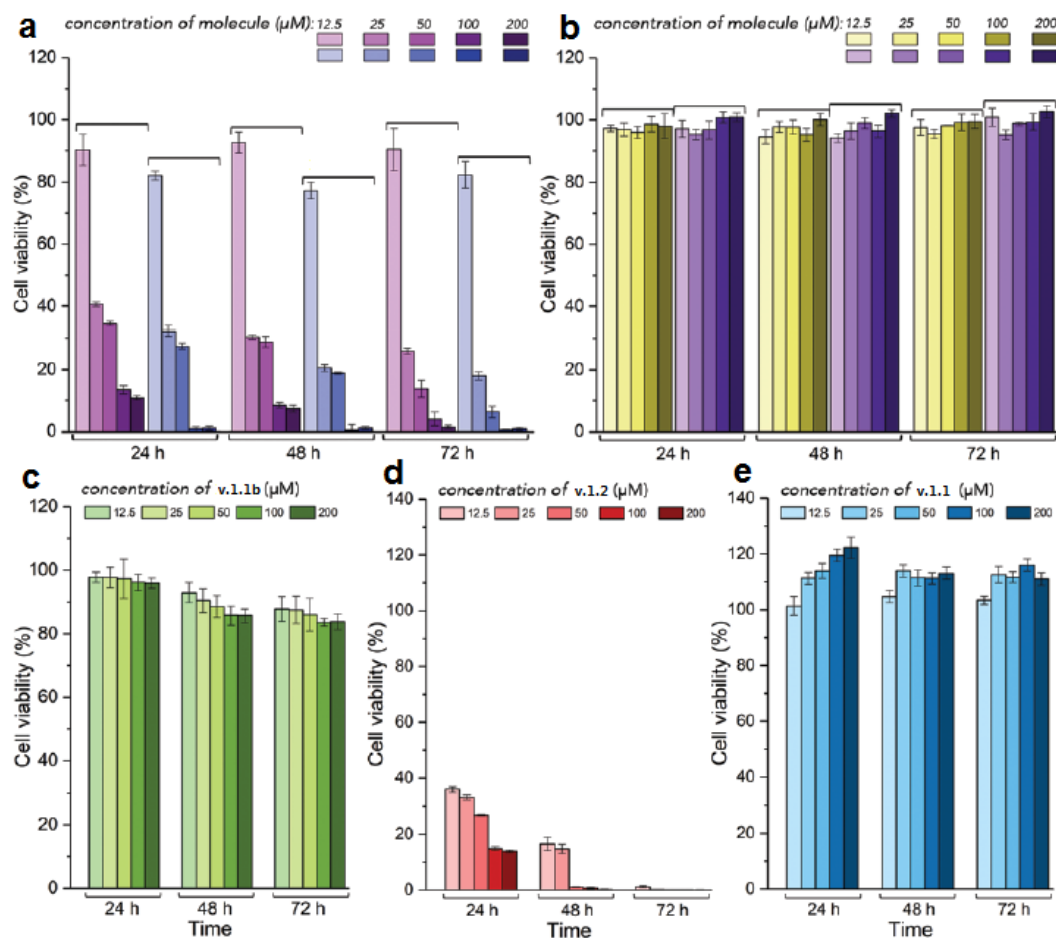 a
concentration of molecule (μM): 12.5 25 50 100 200
120
100
80
60
40
20
0
Cell viability (%)
24 h 48 h 72 h
b
concentration of molecule (μM): 12.5 25 50 100 200
120
100
80
60
40
20
0
Cell viability (%)
24 h 48 h 72 h
c
concentration of v.1.1b (μM)
12.5 25 50 100 200
120
100
80
60
40
20
0
Cell viability (%)
24 h 48 h 72 h
Time
d
concentration of v.1.2 (μM)
12.5 25 50 100 200
140
120
100
80
60
40
20
0
Cell viability (%)
24 h 48 h 72 h
Time
e
concentration of v.1.1 (μM)
12.5 25 50 100 200
140
120
100
80
60
40
20
0
Cell viability (%)
24 h 48 h 72 h
Time